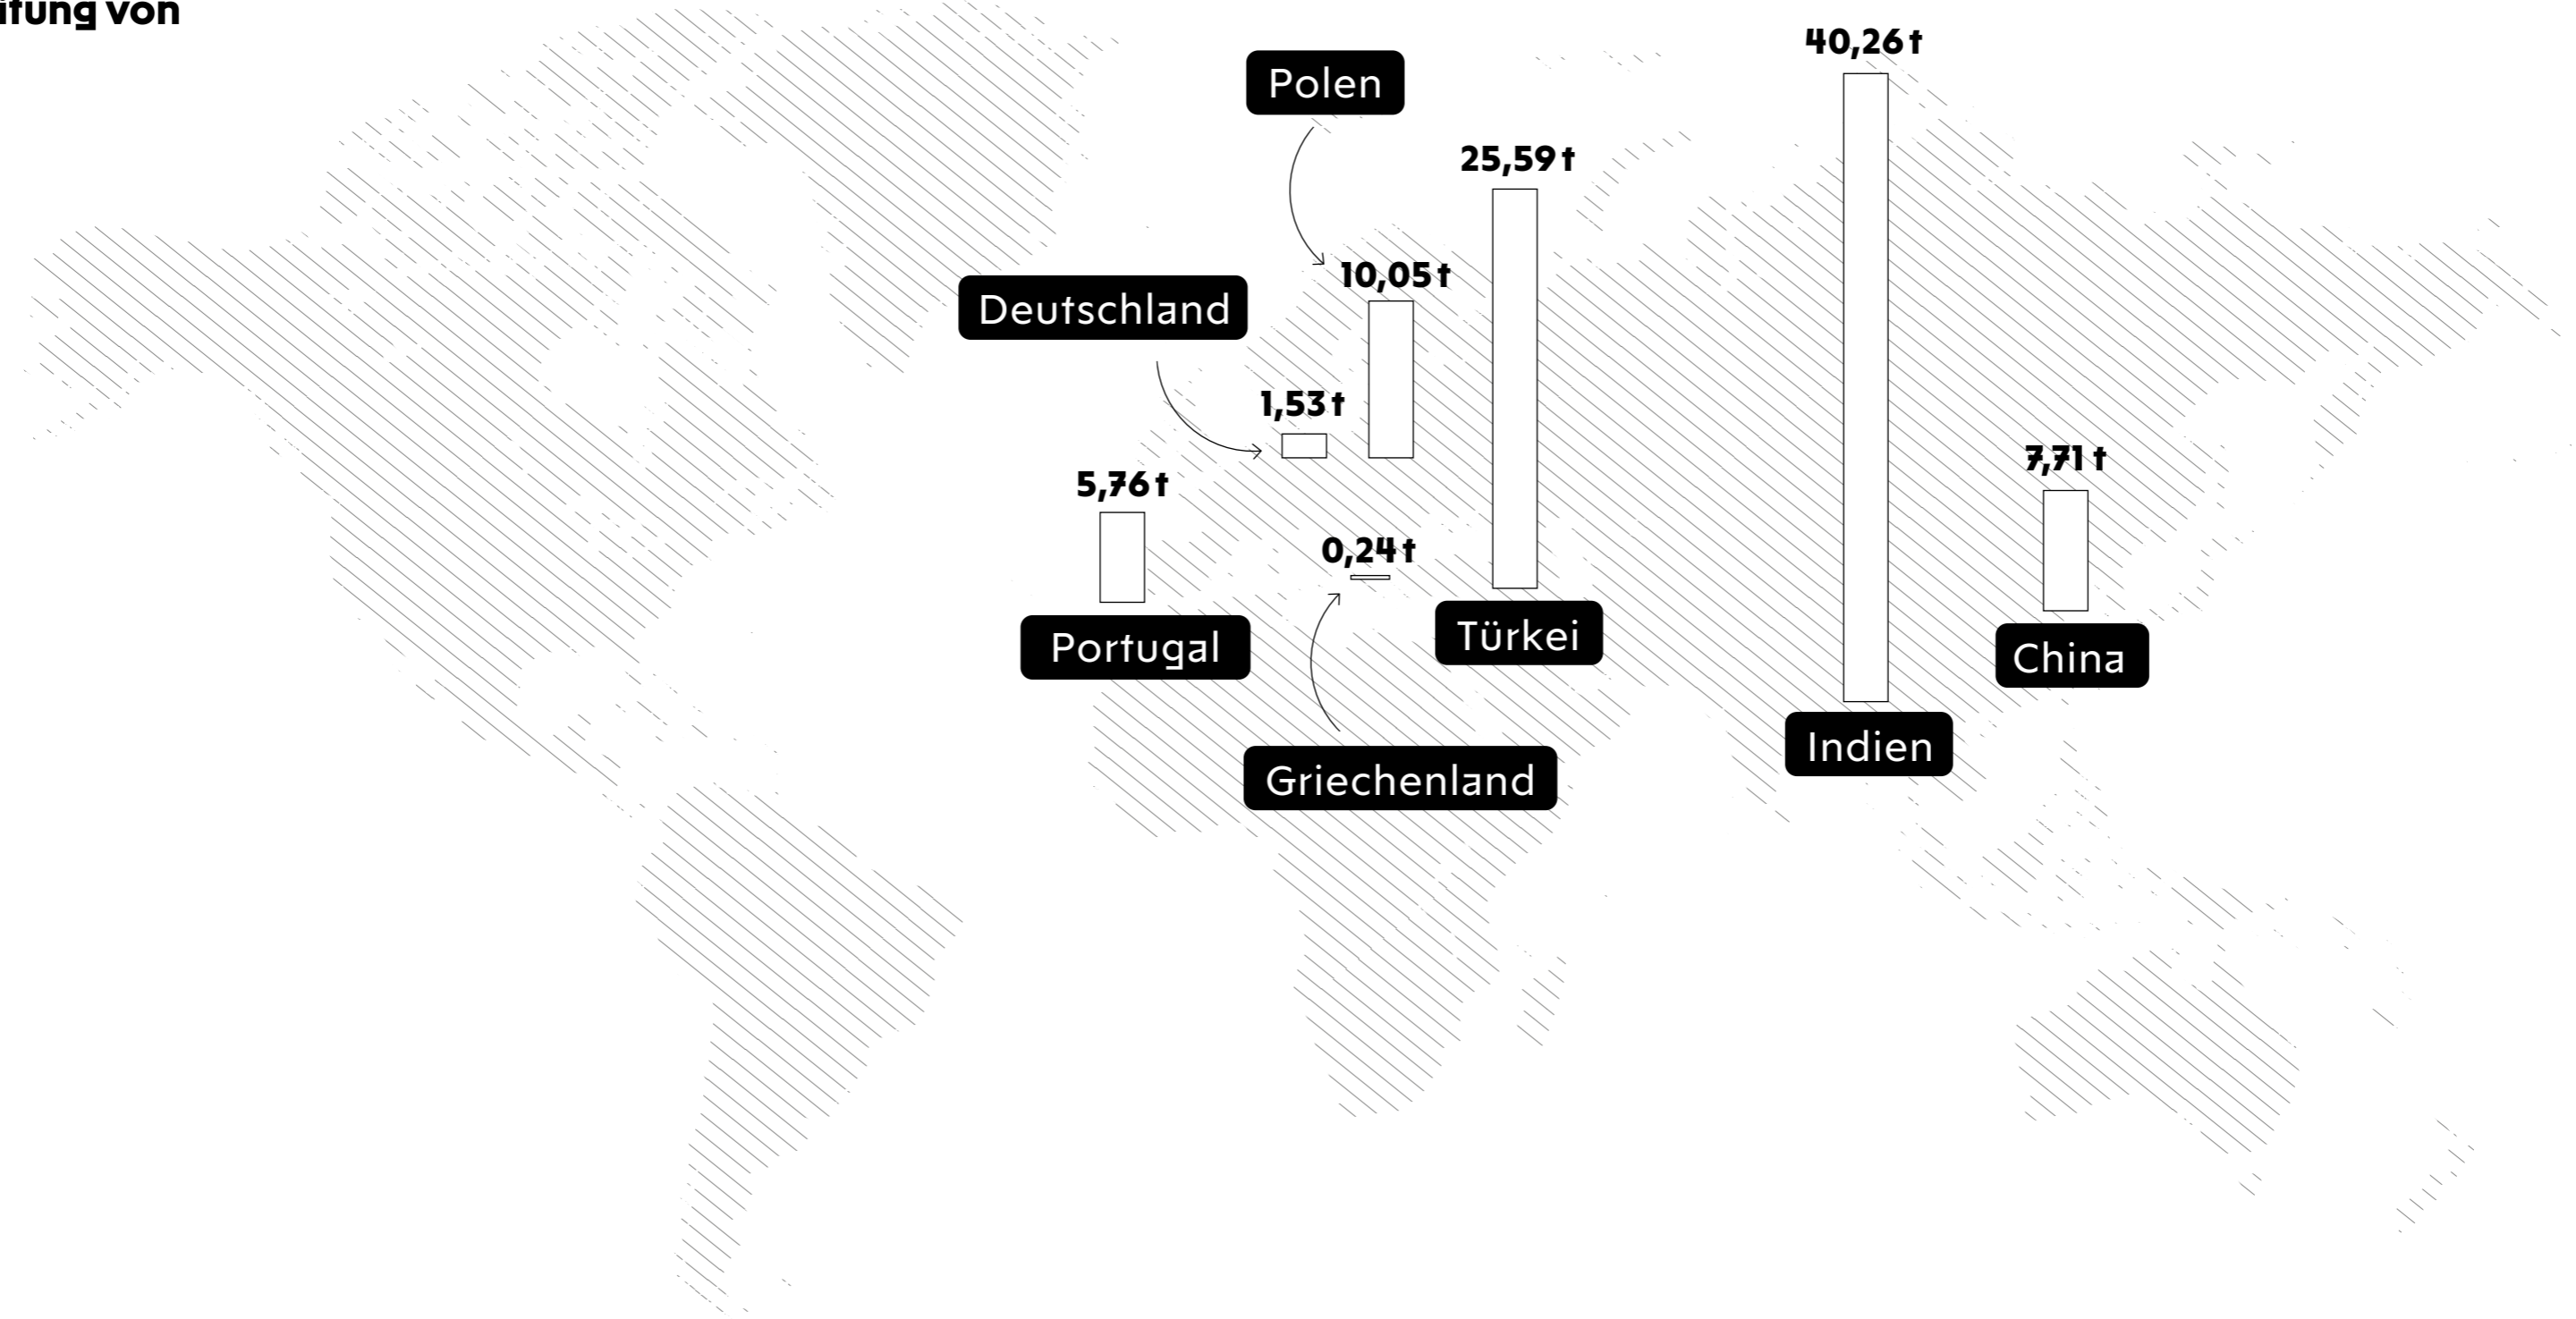 von
40,26 t
Polen
25,59 t
10,05 t
Deutschland
1,53 t
7,71 t
5,76 t
0,24 t
Türkei
Portugal
China
Indien
Griechenland